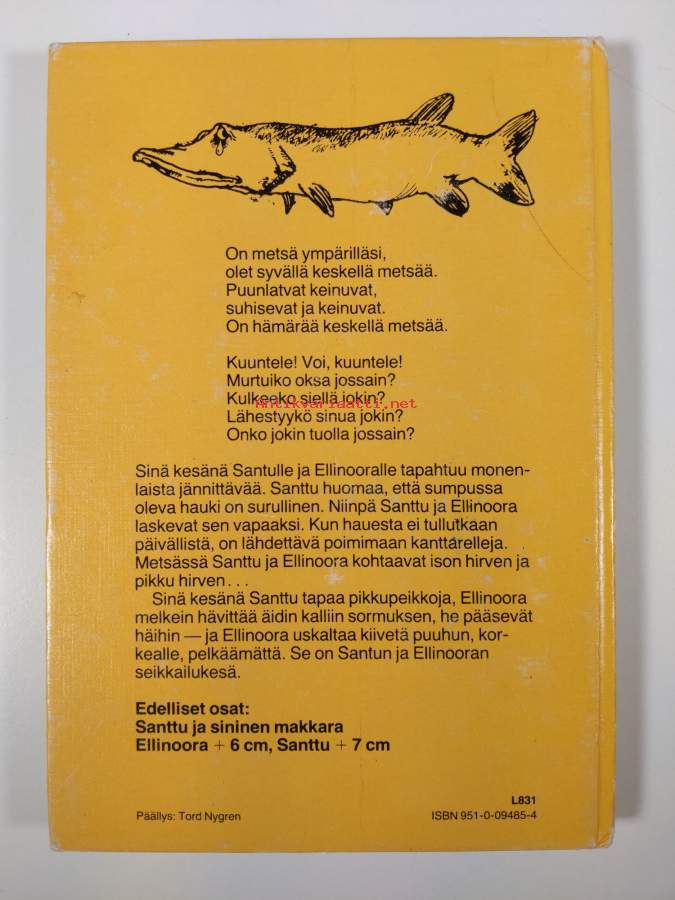 On metsä ympärilläsi,
olet syvällä keskellä metsää.
Puunlatvat keinuvat,
suhisevat ja keinuvat.
On hämärää keskellä metsää.
Kuuntele! Voi, kuuntele!
Murtuiko oksa jossain?
Kulkeeko siellä jokin?
Antikvariaatti.net
Lähestyykö sinua jokin?
Onko jokin tuolla jossain?
Sinä kesänä Santulle ja Ellinooralle tapahtuu monen-
laista jännittävää. Santtu huomaa, että sumpussa
oleva hauki on surullinen. Niinpä Santtu ja Ellinoora
laskevat sen vapaaksi. Kun hauesta ei tullutkaan
päivällistä, on lähdettävä poimimaan kanttarelleja.
Metsässä Santtu ja Ellinoora kohtaavat ison hirven ja
pikku hirven...
Sinä kesänä Santtu tapaa pikkupeikkoja, Ellinoora
melkein hävittää äidin kalliin sormuksen, he pääsevät
häihin — ja Ellinoora uskaltaa kiivetä puuhun, kor-
kealle, pelkäämättä. Se on Santun ja Ellinooran
seikkailukesä.
Edelliset osat:
Santtu ja sininen makkara
Ellinoora + 6 cm, Santtu + 7 cm
L831
Päällys: Tord Nygren ISBN 951-0-09485-4